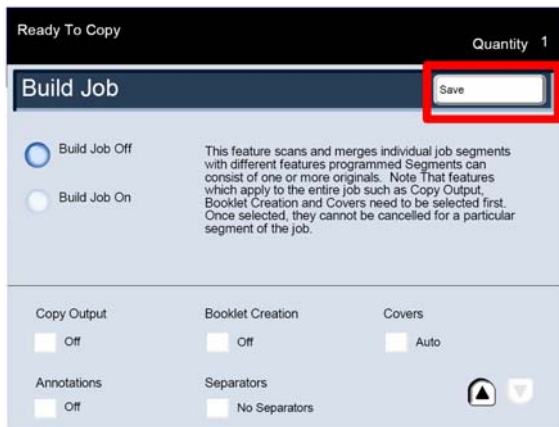 Ready To Copy
Quantity 1
Build Job
Save
Build Job Off
Build Job On
This feature scans and merges individual job segments
with different features programmed Segments can
consist of one or more originals. Note That features
which apply to the entire job such as Copy Output,
Booklet Creation and Covers need to be selected first.
Once selected, they cannot be cancelled for a particular
segment of the job.
Copy Output
Booklet Creation
Covers
Off
Off
Auto
Annotations
Separators
Off
No Separators